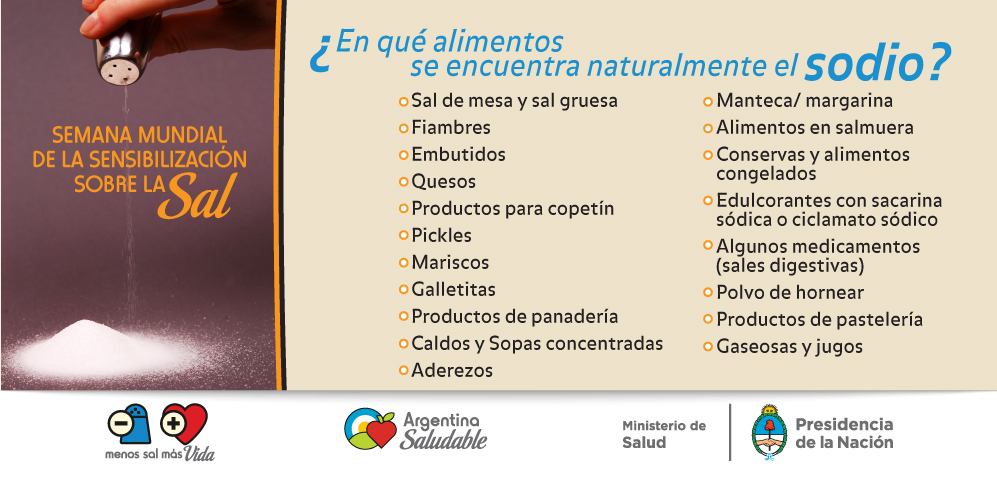 SEMANA MUNDIAL
DE LA SENSIBILIZACIÓN
SOBRE LA Sal
¿En qué alimentos
se encuentra naturalmente el sodio?
Sal de mesa y sal gruesa
Fiambres
Embutidos
Quesos
Productos para copetín
Pickles
Mariscos
Galletitas
Productos de panadería
Caldos y Sopas concentradas
Aderezos
Manteca/ margarina
Alimentos en salmuera
Conservas y alimentos
congelados
Edulcorantes con sacarina
sódica o ciclamato sódico
Algunos medicamentos
(sales digestivas)
Polvo de hornear
Productos de pastelería
Gaseosas y jugos
menos sal más Vida
Argentina
Saludable
Ministerio de
Salud
Presidencia
de la Nación